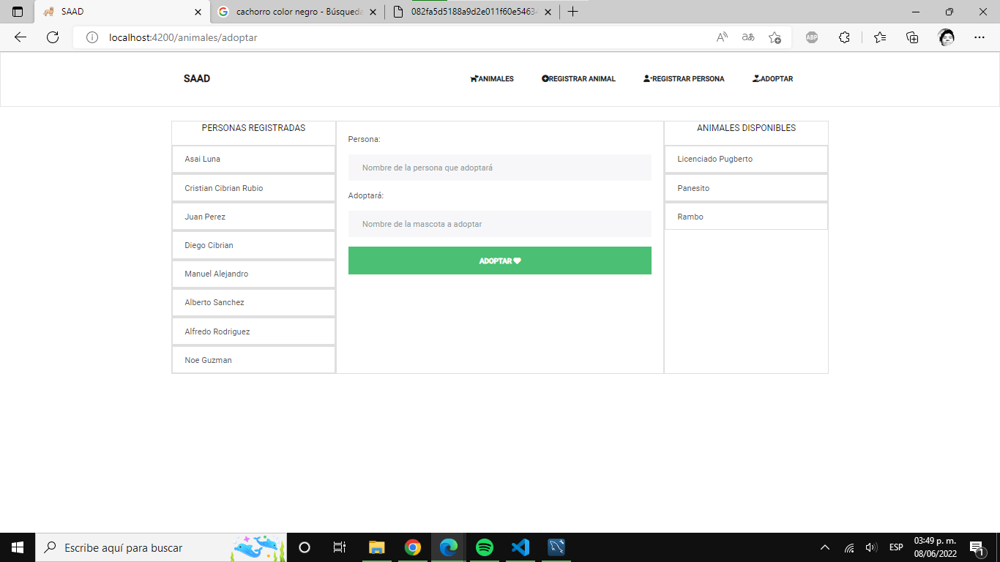 SAAD
cachorro color negro - Búsqueda
082fa5d5188a9d2e011f60e54634
localhost:4200/animales/adoptar
ABP
SAAD
ANIMALES
REGISTRAR ANIMAL
REGISTRAR PERSONA
ADOPTAR
PERSONAS REGISTRADAS
Asai Luna
Cristian Cibrian Rubio
Juan Perez
Diego Cibrian
Manuel Alejandro
Alberto Sanchez
Alfredo Rodriguez
Noe Guzman
Persona:
Nombre de la persona que adoptará
Adoptará:
Nombre de la mascota a adoptar
ADOPTAR
ANIMALES DISPONIBLES
Licenciado Pugberto
Panesito
Rambo
Escribe aquí para buscar
ESP
03:49 p. m.
08/06/2022
1